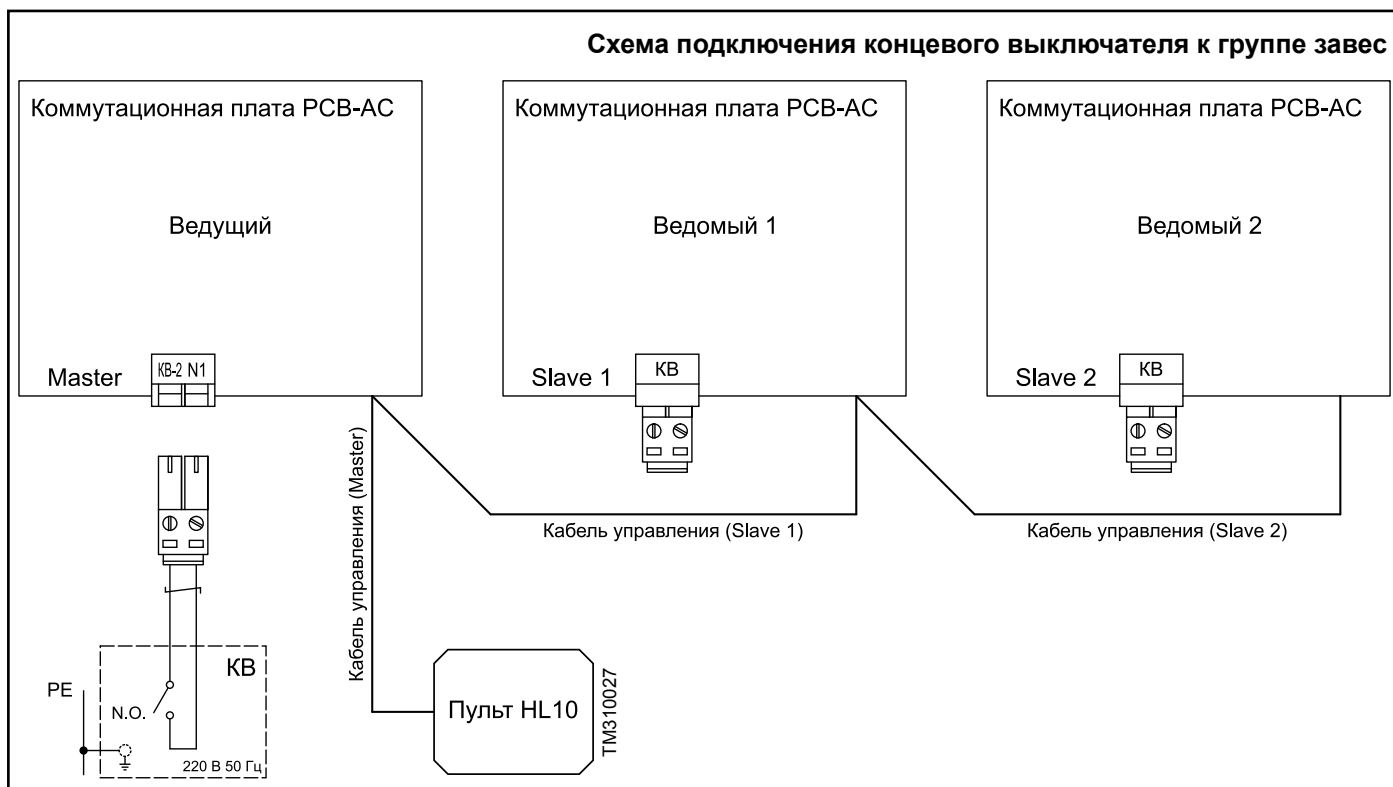 Схема подключения концевого выключателя к группе завес
Коммутационная плата PCB-AC
Ведущий
Master
КВ-2 N1
Коммутационная плата PCB-AC
Ведомый 1
Slave 1
КВ
Коммутационная плата PCB-AC
Ведомый 2
Slave 2
КВ
Кабель управления (Master)
Кабель управления (Slave 1)
Кабель управления (Slave 2)
КВ
PE
N.O.
220 В 50 Гц
Пульт HL10
TM310027